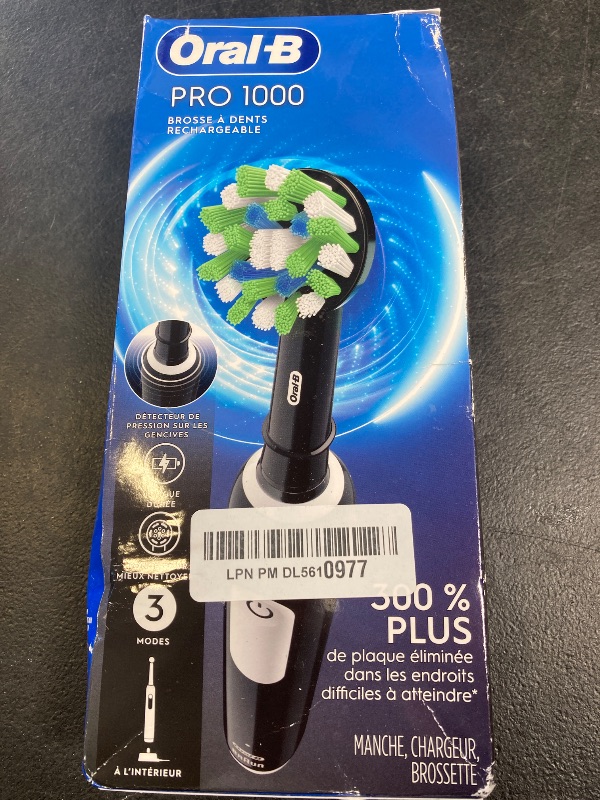 Oral-B
PRO 1000
BROSSE À DENTS
RECHARGEABLE
Oral-B
DÉTECTEUR DE
PRESSION SUR LES
GENCIVES
MIEUX
LPN PM DL5610977
3
MODES
300 %
PLUS
de plaque éliminée
dans les endroits
difficiles à atteindre*
MANCHE, CHARGEUR,
BROSSETTE
À L'INTÉRIEUR